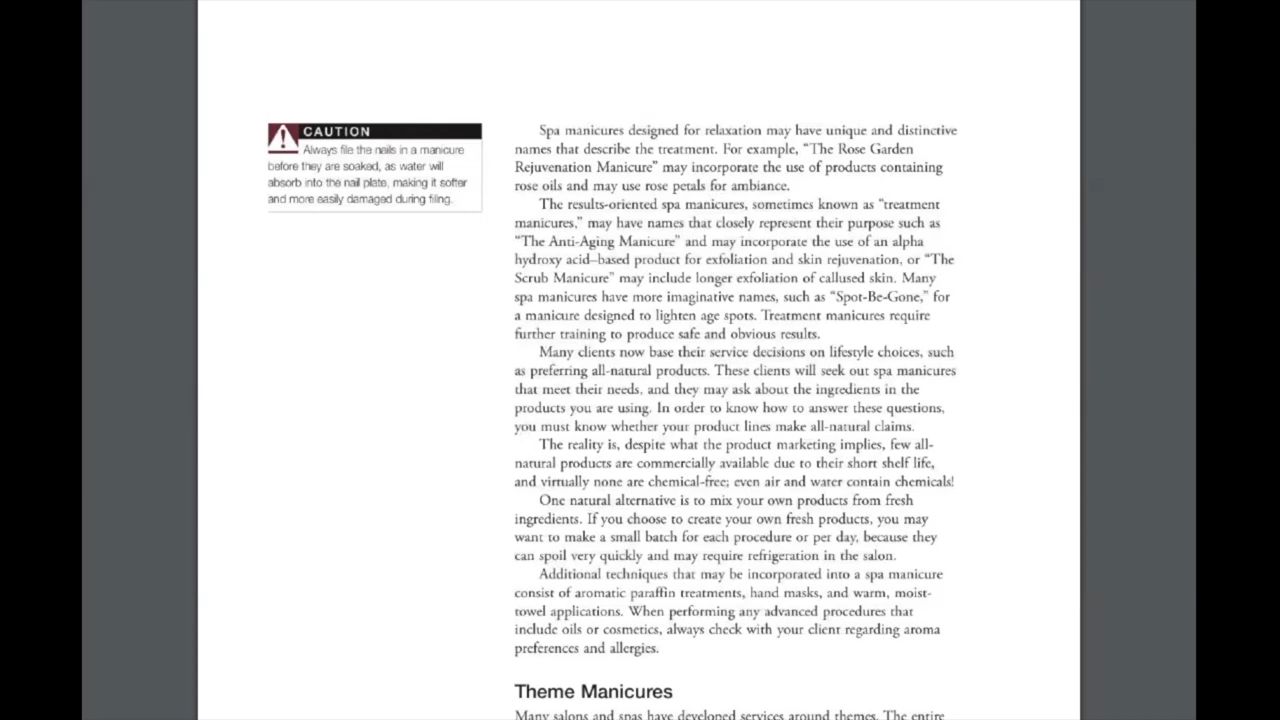 CAUTION
Always file the nails in a manicure
before they are soaked, as water will
absorb into the nail plate, making it softer
and more easily damaged during filing.
Spa manicures designed for relaxation may have unique and distinctive
names that describe the treatment. For example, “The Rose Garden
Rejuvenation Manicure” may incorporate the use of products containing
rose oils and may use rose petals for ambiance.
The results-oriented spa manicures, sometimes known as “treatment
manicures,” may have names that closely represent their purpose such as
“The Anti-Aging Manicure” and may incorporate the use of an alpha
hydroxy acid–based product for exfoliation and skin rejuvenation, or “The
Scrub Manicure” may include longer exfoliation of callused skin. Many
spa manicures have more imaginative names, such as “Spot-Be-Gone,” for
a manicure designed to lighten age spots. Treatment manicures require
further training to produce safe and obvious results.
Many clients now base their service decisions on lifestyle choices, such
as preferring all-natural products. These clients will seek out spa manicures
that meet their needs, and they may ask about the ingredients in the
products you are using. In order to know how to answer these questions,
you must know whether your product lines make all-natural claims.
The reality is, despite what the product marketing implies, few all-
natural products are commercially available due to their short shelf life,
and virtually none are chemical-free; even air and water contain chemicals!
One natural alternative is to mix your own products from fresh
ingredients. If you choose to create your own fresh products, you may
want to make a small batch for each procedure or per day, because they
can spoil very quickly and may require refrigeration in the salon.
Additional techniques that may be incorporated into a spa manicure
consist of aromatic paraffin treatments, hand masks, and warm, moist-
towel applications. When performing any advanced procedures that
include oils or cosmetics, always check with your client regarding aroma
preferences and allergies.
Theme Manicures
Many salons and spas have developed services around themes. The entire